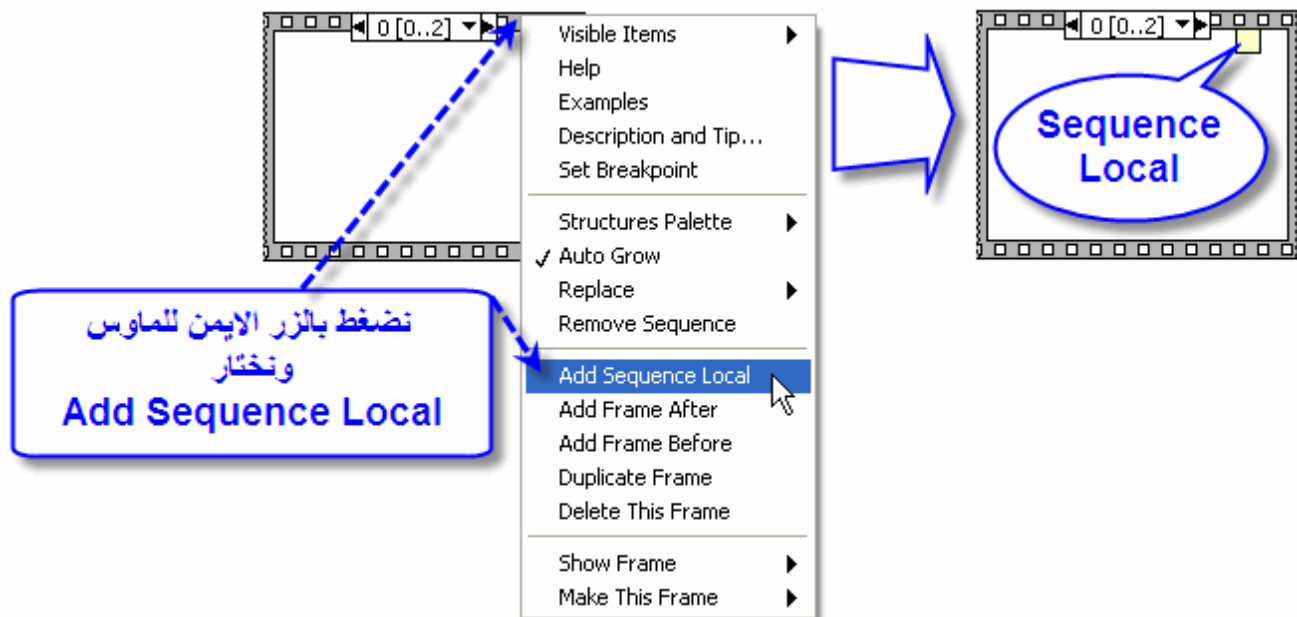 0 [0..2]
Visible Items
Help
Examples
Description and Tip...
Set Breakpoint
Structures Palette
Auto Grow
Replace
Remove Sequence
Add Sequence Local
Add Frame After
Add Frame Before
Duplicate Frame
Delete This Frame
Show Frame
Make This Frame
نضغط بالزر الايمن للماوس
ونختار
Add Sequence Local
0 [0..2]
Sequence
Local